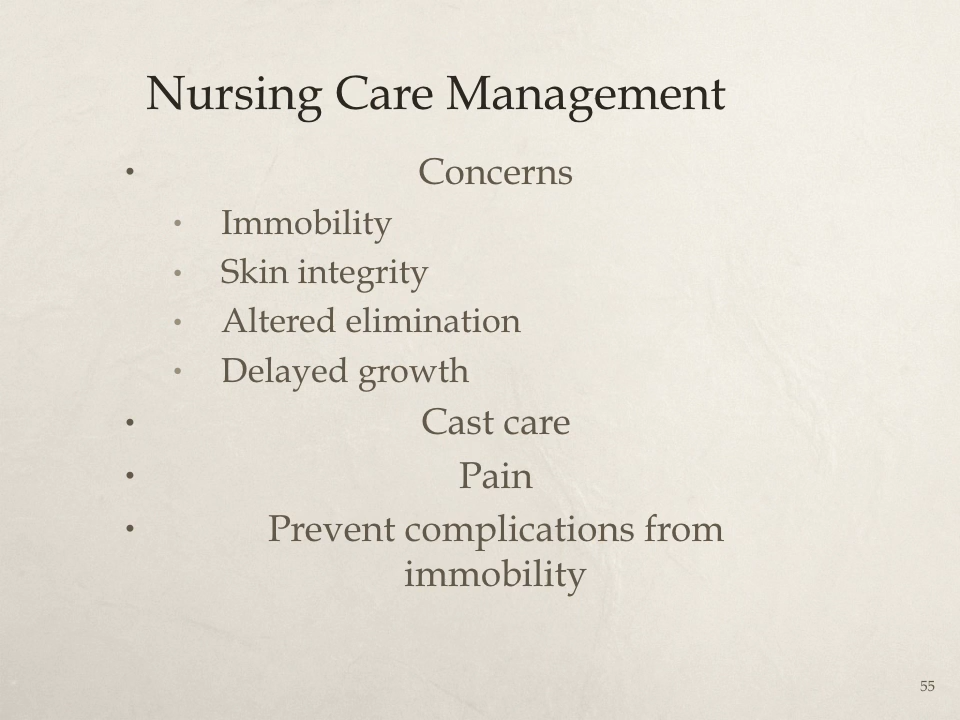 Nursing Care Management
• Concerns
• Immobility
• Skin integrity
• Altered elimination
• Delayed growth
• Cast care
• Pain
• Prevent complications from
immobility
55